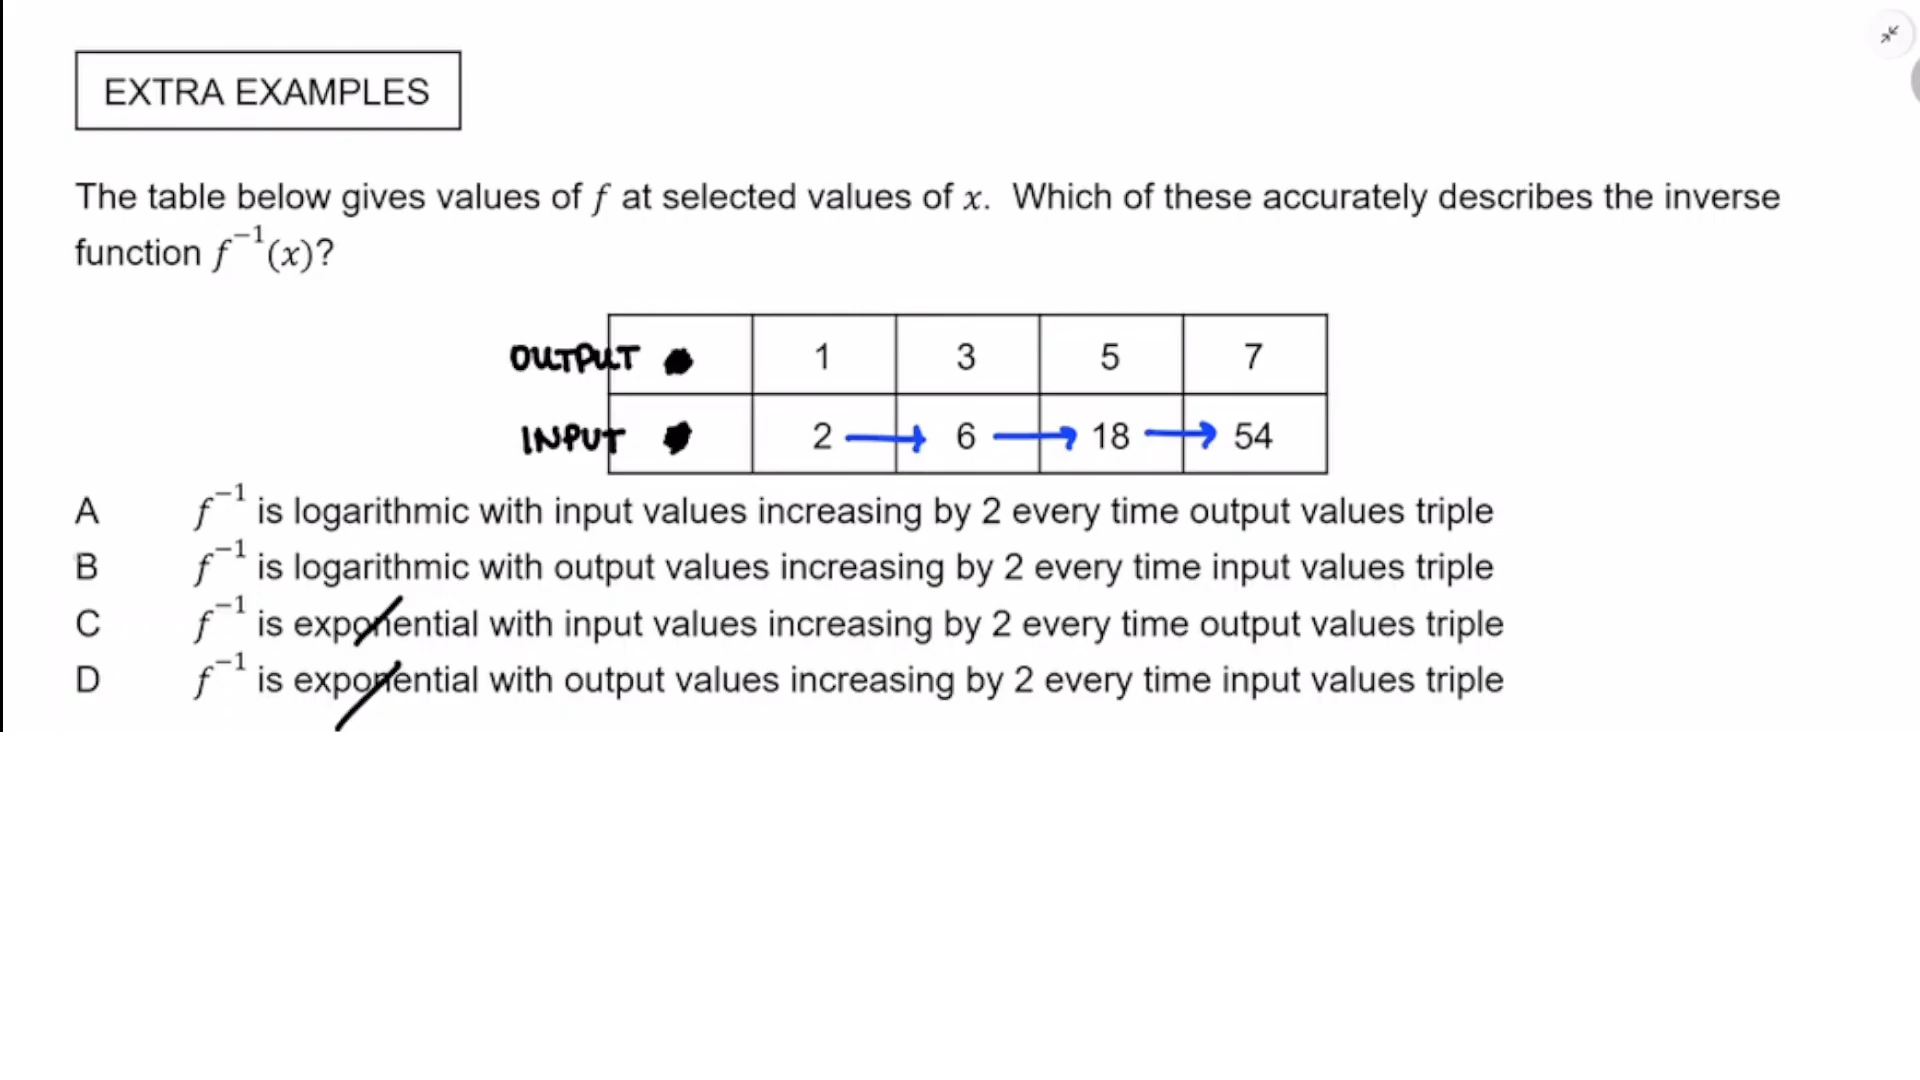 EXTRA EXAMPLES
The table below gives values of f at selected values of x. Which of these accurately describes the inverse
function f⁻¹(x)?
OUTPUT 1 3 5 7
INPUT 2 → 6 → 18 → 54
A f⁻¹ is logarithmic with input values increasing by 2 every time output values triple
B f⁻¹ is logarithmic with output values increasing by 2 every time input values triple
C f⁻¹ is exponential with input values increasing by 2 every time output values triple
D f⁻¹ is exponential with output values increasing by 2 every time input values triple